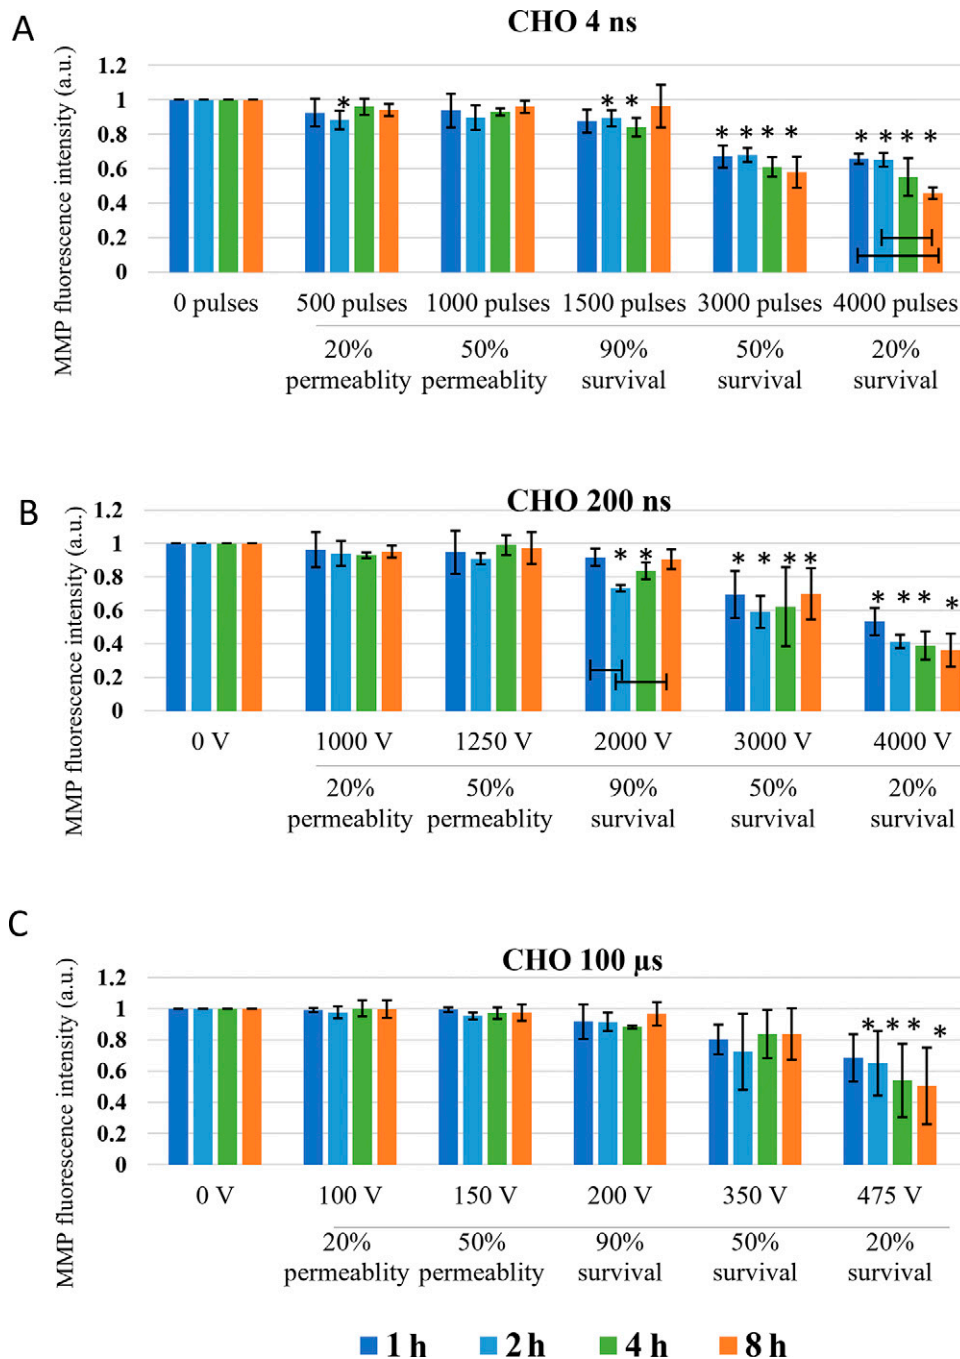 A
CHO 4 ns
MMP fluorescence intensity (a.u.)
1.2
1
0.8
0.6
0.4
0.2
0
* * * * * * * * * * *
0 pulses 500 pulses 1000 pulses 1500 pulses 3000 pulses 4000 pulses
20% 50% 90% 50% 20%
permeablity permeablity survival survival survival
B
CHO 200 ns
MMP fluorescence intensity (a.u.)
1.2
1
0.8
0.6
0.4
0.2
0
* * * * * * * * * *
0 V 1000 V 1250 V 2000 V 3000 V 4000 V
20% 50% 90% 50% 20%
permeablity permeablity survival survival survival
C
CHO 100 µs
MMP fluorescence intensity (a.u.)
1.2
1
0.8
0.6
0.4
0.2
0
* * * *
0 V 100 V 150 V 200 V 350 V 475 V
20% 50% 90% 50% 20%
permeablity permeablity survival survival survival
1 h 2 h 4 h 8 h